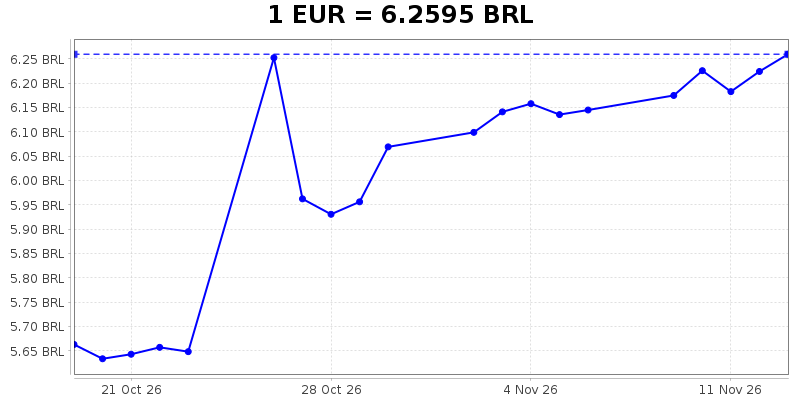 1 EUR = 6.2595 BRL
6.25 BRL
6.20 BRL
6.15 BRL
6.10 BRL
6.05 BRL
6.00 BRL
5.95 BRL
5.90 BRL
5.85 BRL
5.80 BRL
5.75 BRL
5.70 BRL
5.65 BRL
21 Oct 26
28 Oct 26
4 Nov 26
11 Nov 26